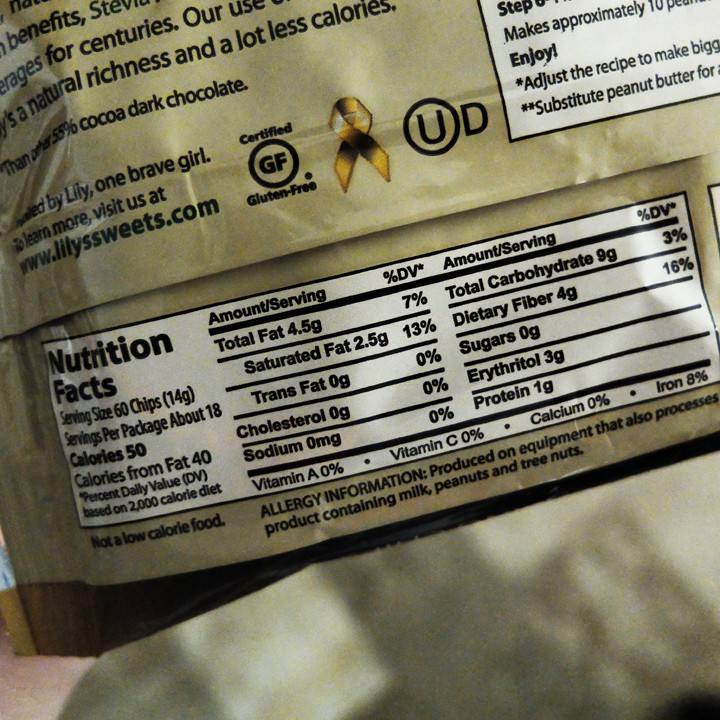 benefits, Stevia
erages for centuries. Our use
y's a natural richness and a lot less calories.
*Than other 55% cocoa dark chocolate.
by Lily, one brave girl.
To learn more, visit us at
www.lilyssweets.com
Certified
GF
Gluten-Free
U D
Step 6
Makes approximately 10 pean
Enjoy!
*Adjust the recipe to make bigg
**Substitute peanut butter for a
Nutrition
Facts
Serving Size 60 Chips (14g)
Servings Per Package About 18
Calories 50
Calories from Fat 40
*Percent Daily Value (DV)
based on 2,000 calorie diet
Amount/Serving %DV*
Total Fat 4.5g 7%
Saturated Fat 2.5g 13%
Trans Fat 0g 0%
Cholesterol 0g 0%
Sodium 0mg 0%
Amount/Serving %DV*
Total Carbohydrate 9g 3%
Dietary Fiber 4g 16%
Sugars 0g
Erythritol 3g
Protein 1g
Vitamin A 0% • Vitamin C 0% • Calcium 0% • Iron 8%
Not a low calorie food.
ALLERGY INFORMATION: Produced on equipment that also processes
product containing milk, peanuts and tree nuts.